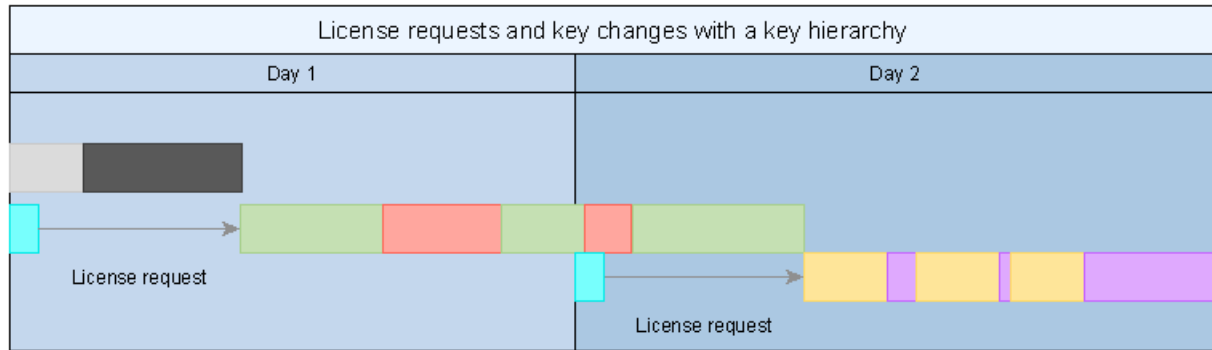 License requests and key changes with a key hierarchy
Day 1
Day 2
License request
License request